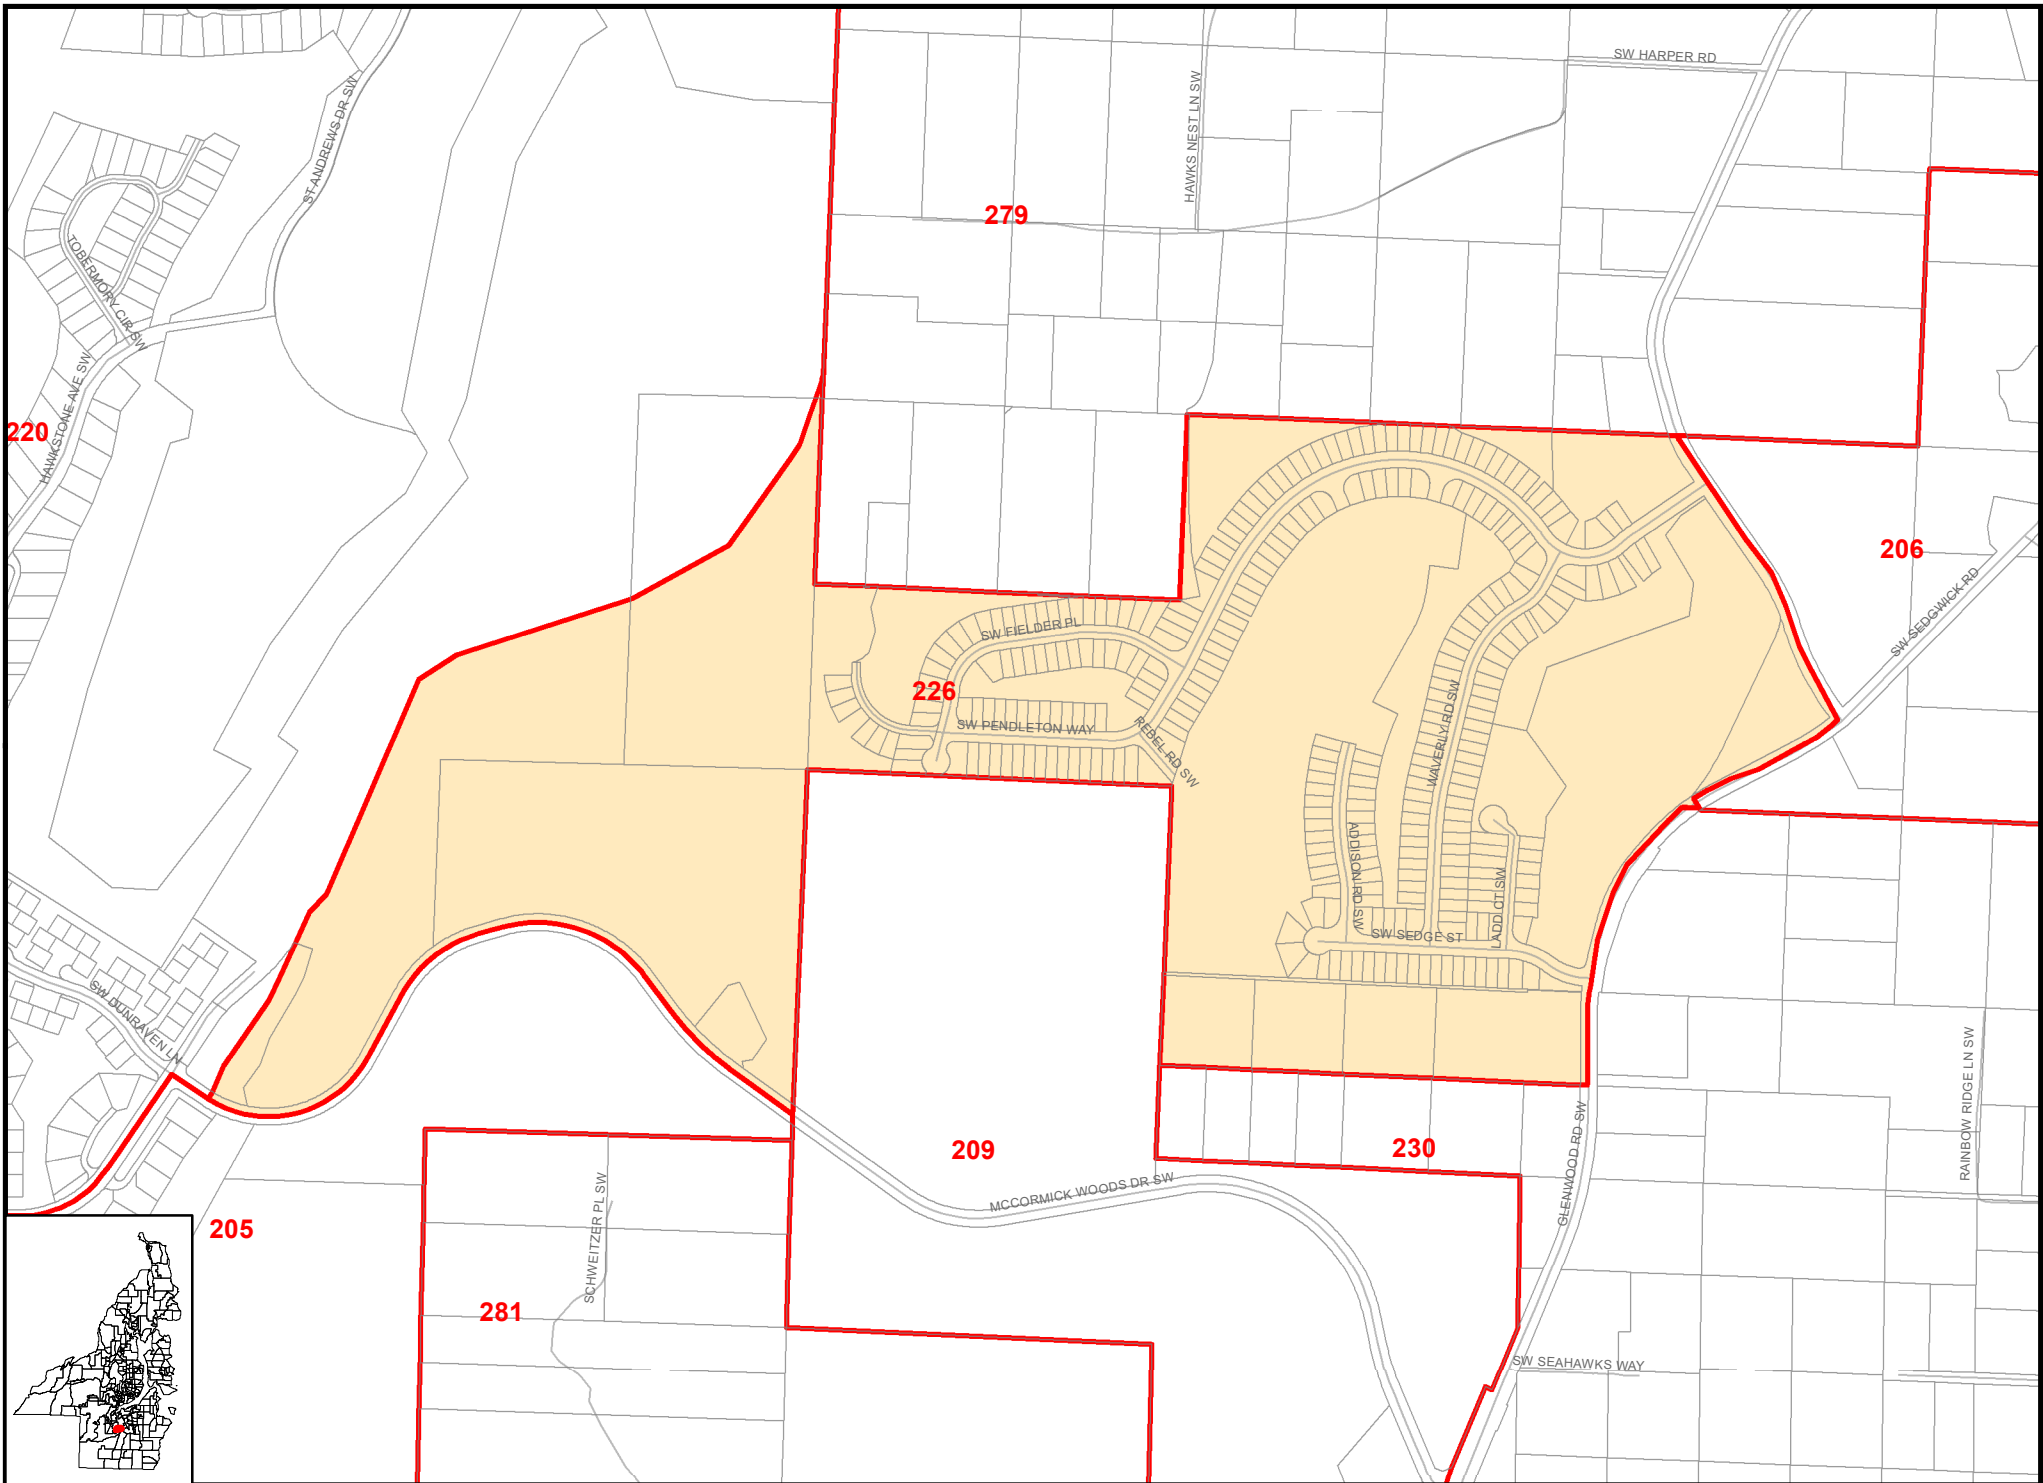 SW HARPER RD
ST ANDREWS DR SW
HAWKS NEST LN SW
279
TOBERMORY CIR SW
HAWKSTONE AVE SW
220
206
SW SEDGWICK RD
SW FIELDER PL
226
SW PENDLETON WAY
REBEL RD SW
WAVERLY RD SW
ADDISON RD SW
LADD CT SW
SW SEDGE ST
SW DUNRAVEN LN
RAINBOW RIDGE LN SW
209
230
GLENWOOD RD SW
MCCORMICK WOODS DR SW
205
SCHWEITZER PL SW
281
SW SEAHAWKS WAY